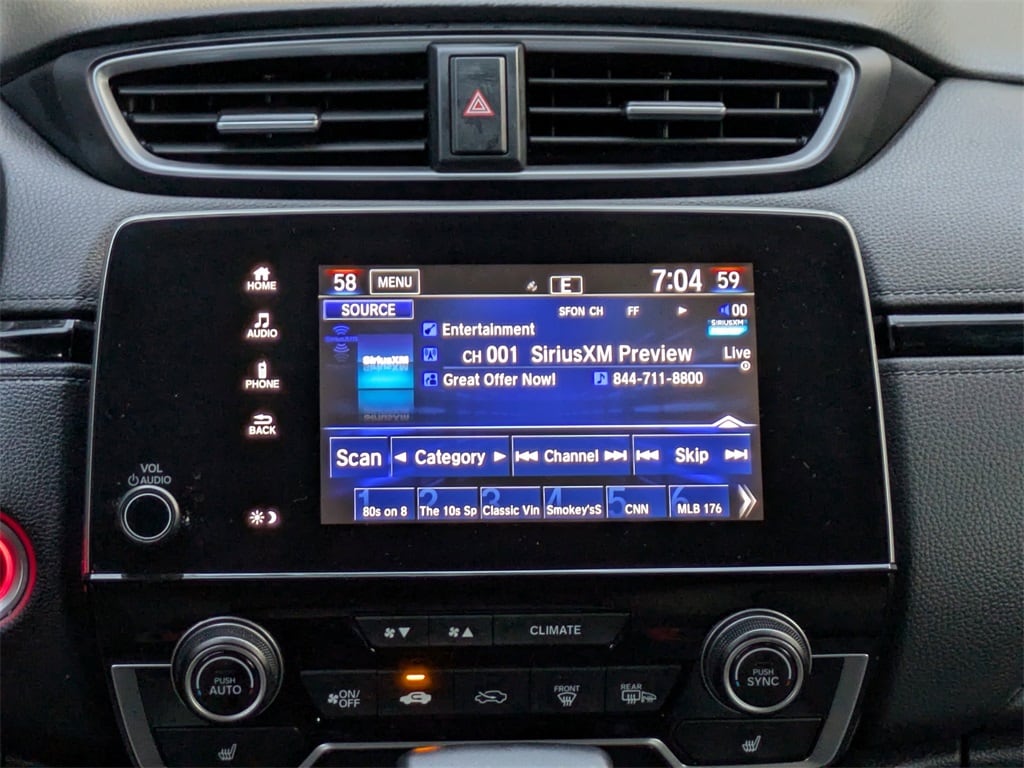 HOME
AUDIO
PHONE
BACK
VOL
AUDIO
58 MENU E 7:04 59
SOURCE SFON CH FF 00
SIRIUSXM
Entertainment
SiriusXM
CH 001 SiriusXM Preview Live
Great Offer Now! 844-711-8800
Scan Category Channel Skip
1 2 3 4 5 6
80s on 8 The 10s Sp Classic Vin Smokey'sS CNN MLB 176
CLIMATE
PUSH AUTO
PUSH SYNC
ON/OFF
FRONT
REAR